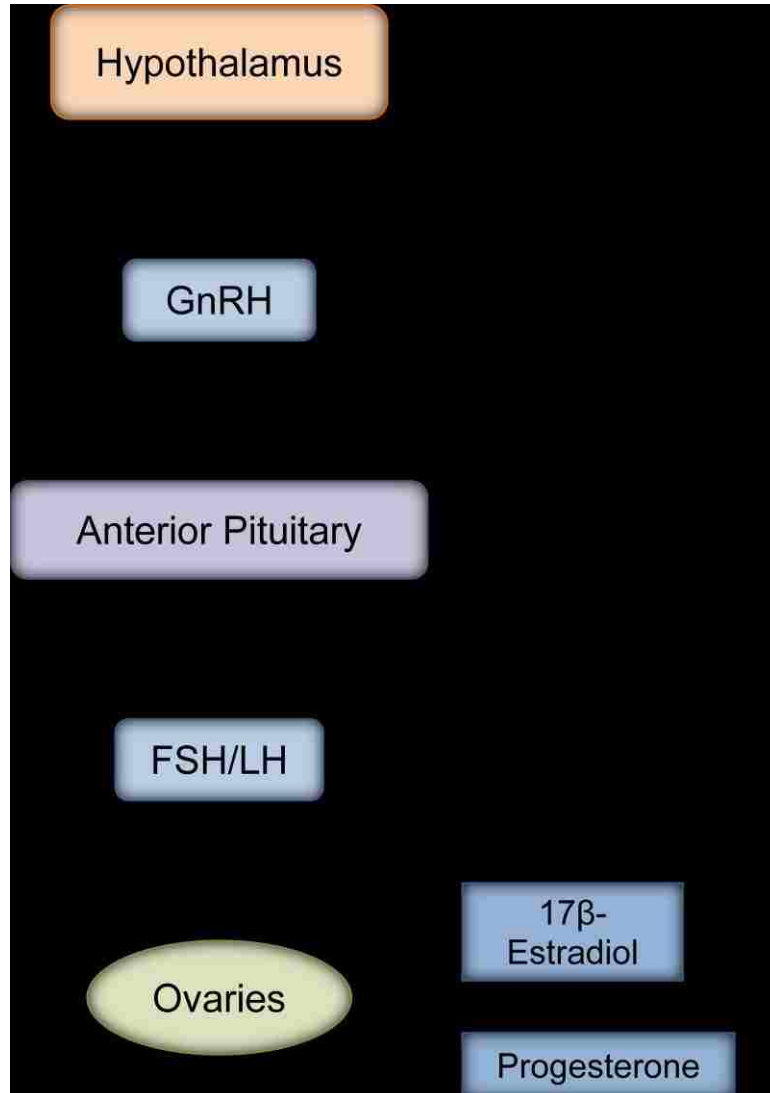 Hypothalamus
GnRH
Anterior Pituitary
FSH/LH
17β-
Estradiol
Ovaries
Progesterone